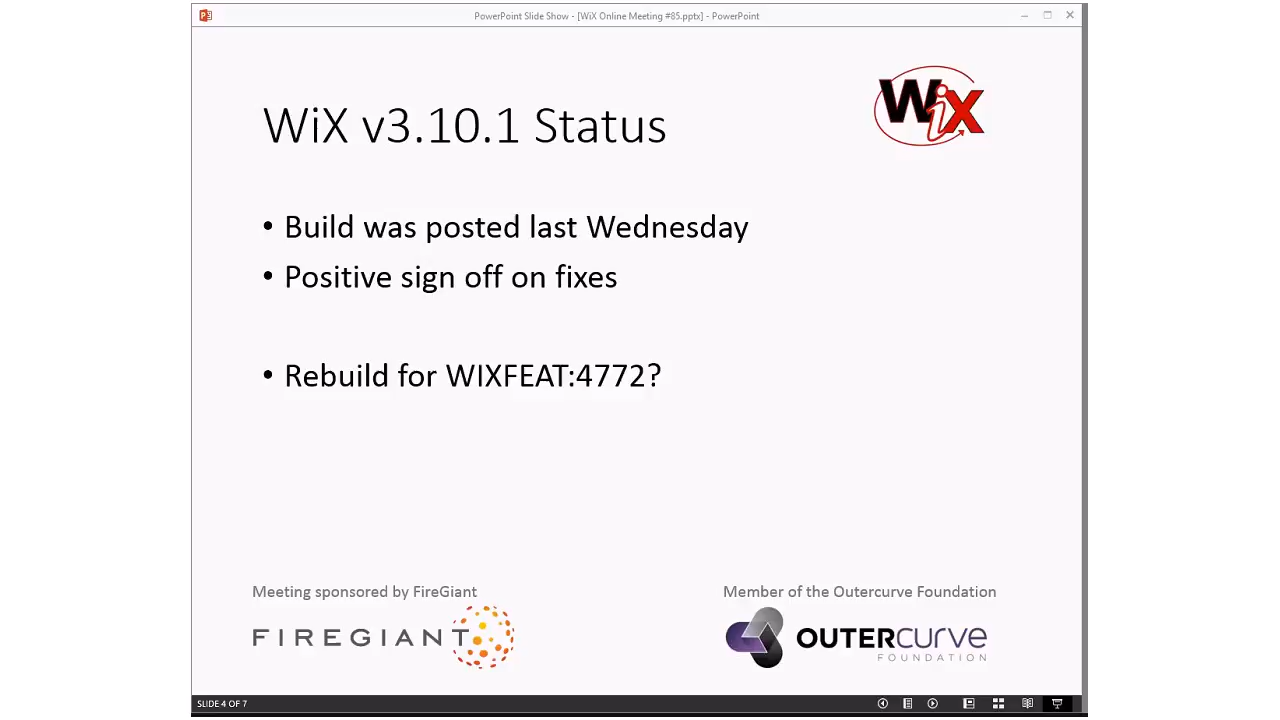 PowerPoint Slide Show - [WiX Online Meeting #85.pptx] - PowerPoint
WiX
WiX v3.10.1 Status
• Build was posted last Wednesday
• Positive sign off on fixes
• Rebuild for WIXFEAT:4772?
Meeting sponsored by FireGiant
Member of the Outercurve Foundation
FIREGIANT
OUTERCURVE
FOUNDATION
SLIDE 4 OF 7